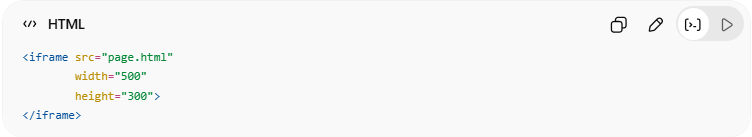 HTML
<iframe src="page.html"
        width="500"
        height="300">
</iframe>